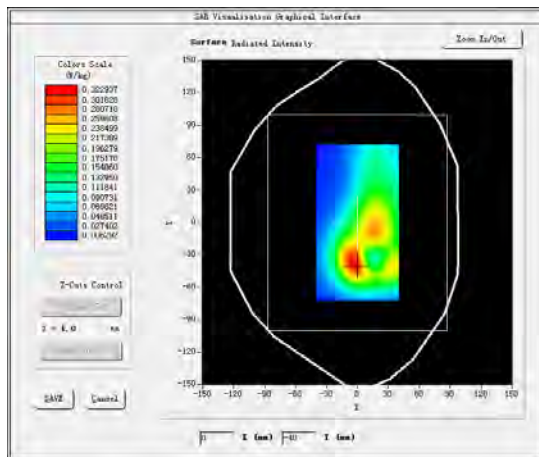 SAR Visualisation Graphical Interface
Surface Radiated Intensity
Zoom In/Out
Colors Scale
(W/kg)
0.322937
0.301828
0.280718
0.259608
0.238499
0.217389
0.196279
0.175170
0.154060
0.132950
0.111841
0.090731
0.069621
0.048511
0.027402
0.006292
150
120
90
60
30
0
-30
-60
-90
-120
-150
Y
-150 -120 -90 -60 -30 0 30 60 90 120 150
X
Z-Cuts Control
Z = mm
SAVE Cancel
0 X (mm) -40 Y (mm)